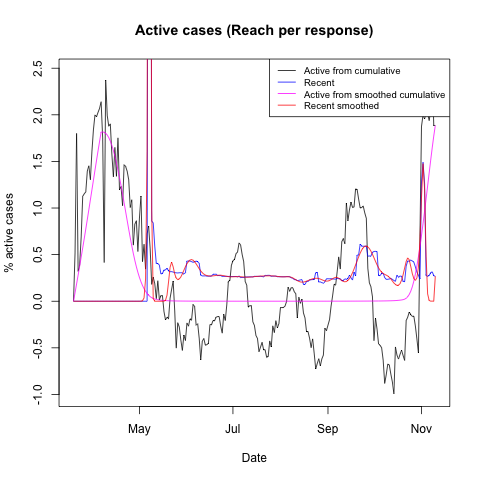 Active cases (Reach per response)
Active from cumulative
Recent
Active from smoothed cumulative
Recent smoothed
% active cases
2.5
2.0
1.5
1.0
0.5
0.0
-0.5
-1.0
May
Jul
Sep
Nov
Date